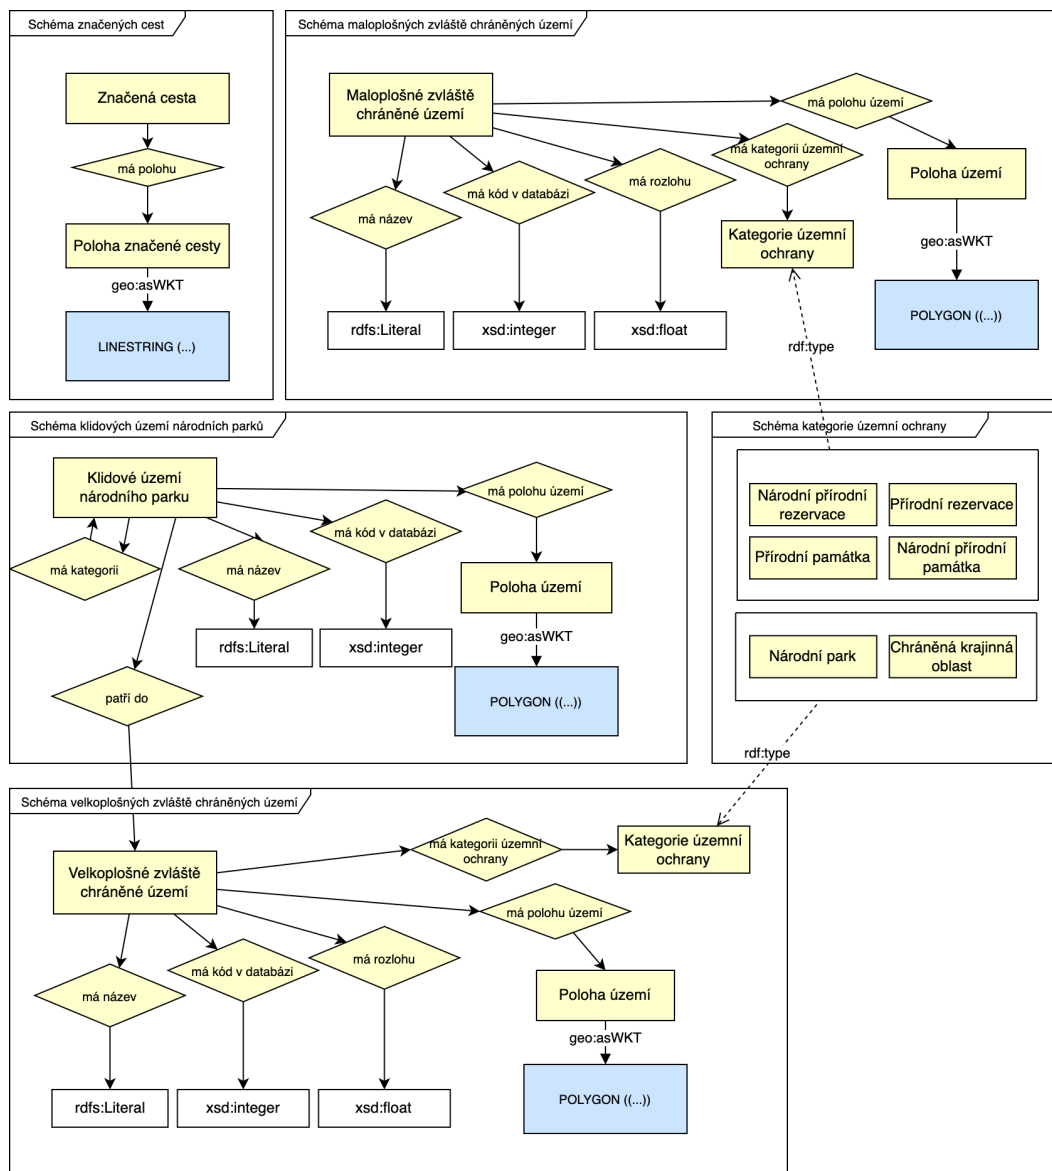 Schéma značených cest
Značená cesta
má polohu
Poloha značené cesty
geo:asWKT
LINESTRING (...)
Schéma maloplošných zvláště chráněných území
Maloplošné zvláště
chráněné území
má polohu území
má kategorii územní
ochrany
má rozlohu
má kód v databázi
má název
Poloha území
Kategorie územní
ochrany
geo:asWKT
rdfs:Literal
xsd:integer
xsd:float
POLYGON ((...))
rdf:type
Schéma klidových území národních parků
Klidové území
národního parku
má polohu území
má kód v databázi
má název
má kategorii
Poloha území
rdfs:Literal
xsd:integer
geo:asWKT
patří do
POLYGON ((...))
Schéma kategorie územní ochrany
Národní přírodní
rezervace
Přírodní rezervace
Přírodní památka
Národní přírodní
památka
Národní park
Chráněná krajinná
oblast
rdf:type
Schéma velkoplošných zvláště chráněných území
Velkoplošné zvláště
chráněné území
má kategorii územní
ochrany
Kategorie územní
ochrany
má polohu území
má rozlohu
má kód v databázi
má název
Poloha území
geo:asWKT
rdfs:Literal
xsd:integer
xsd:float
POLYGON ((...))